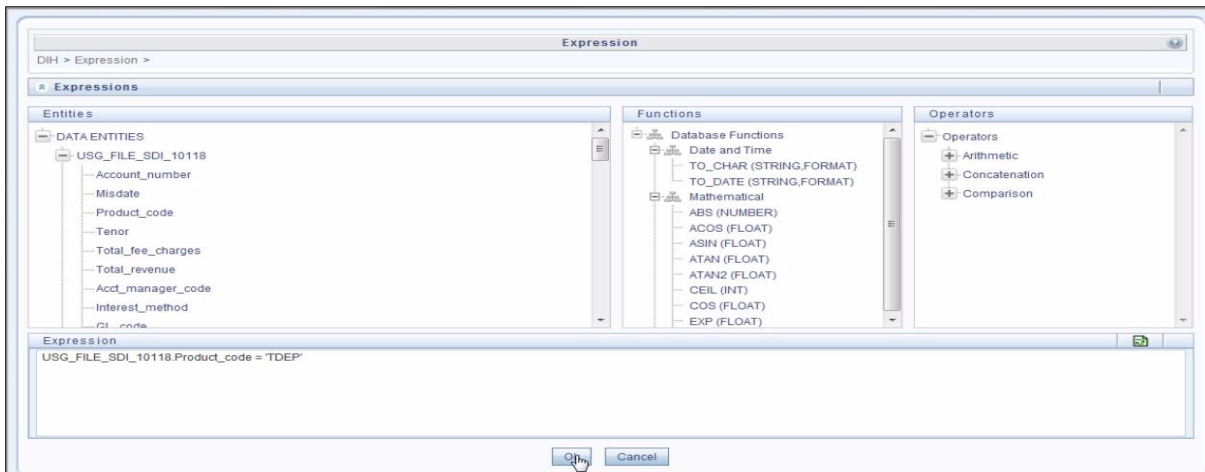 Expression
DIH > Expression >
Expressions
Entities
DATA ENTITIES
USG_FILE_SDI_10118
Account_number
Misdate
Product_code
Tenor
Total_fee_charges
Total_revenue
Acct_manager_code
Interest_method
GL_code
Functions
Database Functions
Date and Time
TO_CHAR (STRING,FORMAT)
TO_DATE (STRING,FORMAT)
Mathematical
ABS (NUMBER)
ACOS (FLOAT)
ASIN (FLOAT)
ATAN (FLOAT)
ATAN2 (FLOAT)
CEIL (INT)
COS (FLOAT)
EXP (FLOAT)
Operators
Operators
Arithmetic
Concatenation
Comparison
Expression
USG_FILE_SDI_10118.Product_code = 'TDEP'
Cancel